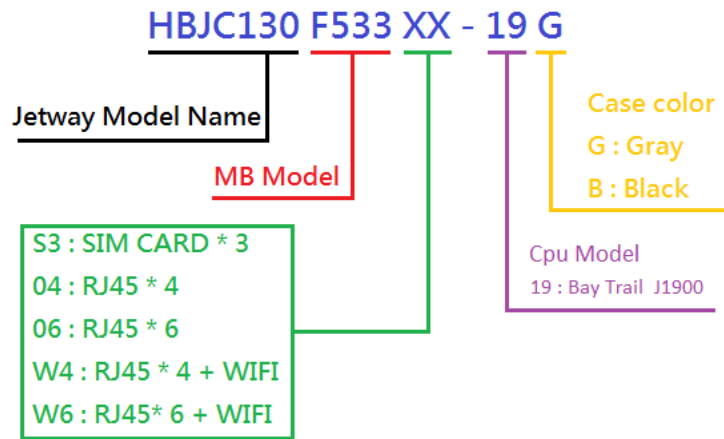 HBJC130 F533 XX - 19 G
Jetway Model Name
MB Model
S3 : SIM CARD * 3
04 : RJ45 * 4
06 : RJ45 * 6
W4 : RJ45 * 4 + WIFI
W6 : RJ45* 6 + WIFI
Case color
G : Gray
B : Black
Cpu Model
19 : Bay Trail J1900